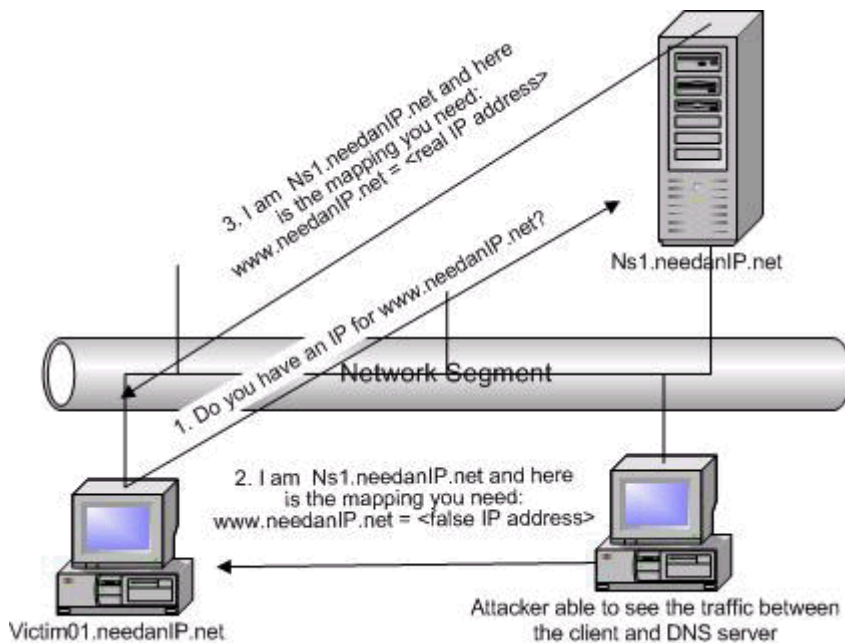 3. I am Ns1.needanIP.net and here
is the mapping you need:
www.needanIP.net = <real IP address>
Ns1.needanIP.net
1. Do you have an IP for www.needanIP.net?
Network Segment
2. I am Ns1.needanIP.net and here
is the mapping you need:
www.needanIP.net = <false IP address>
Victim01.needanIP.net
Attacker able to see the traffic between
the client and DNS server